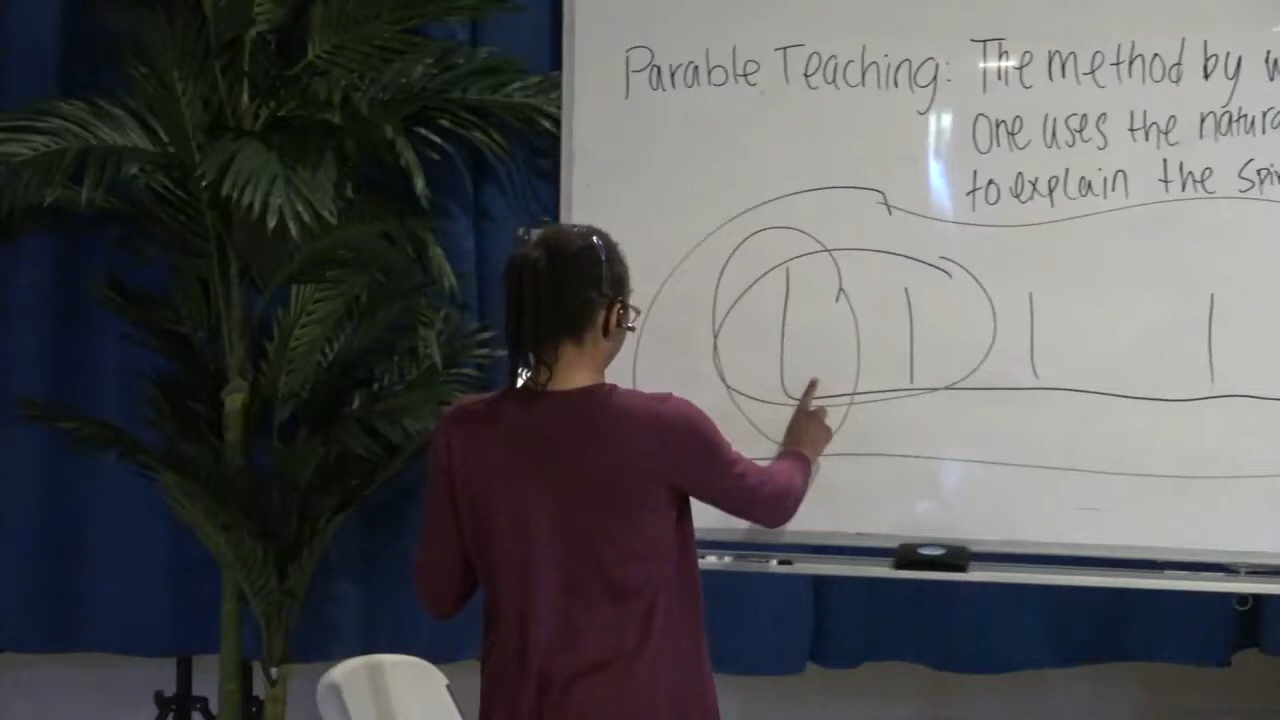 Parable Teaching: The method by
one uses the
to explain the